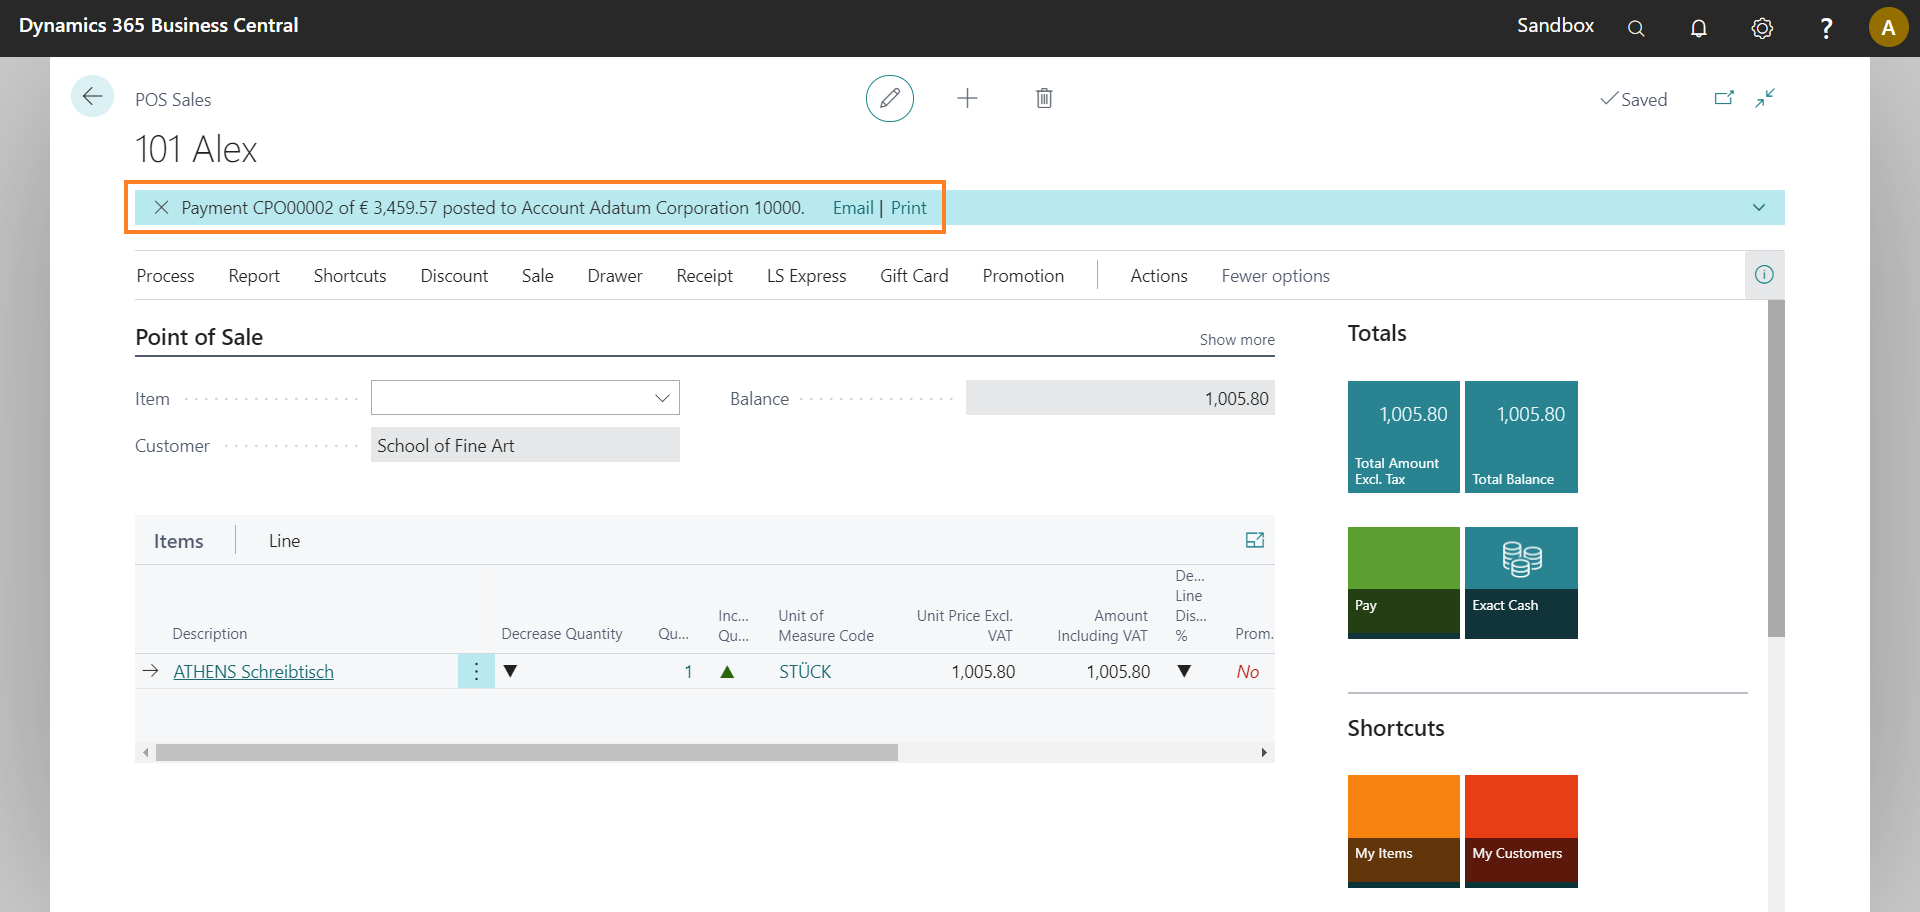 Dynamics 365 Business Central
Sandbox
?
A
POS Sales
Saved
101 Alex
Payment CPO00002 of € 3,459.57 posted to Account Adatum Corporation 10000. Email | Print
Process Report Shortcuts Discount Sale Drawer Receipt LS Express Gift Card Promotion Actions Fewer options
Point of Sale
Show more
Item
Balance 1,005.80
Customer School of Fine Art
Items Line
Description
Decrease Quantity
Qu...
Inc...
Qu...
Unit of
Measure Code
Unit Price Excl.
VAT
Amount
Including VAT
De...
Line
Dis...
%
Prom.
ATHENS Schreibtisch 1 STÜCK 1,005.80 1,005.80 No
Totals
1,005.80
Total Amount
Excl. Tax
1,005.80
Total Balance
Pay
Exact Cash
Shortcuts
My Items
My Customers